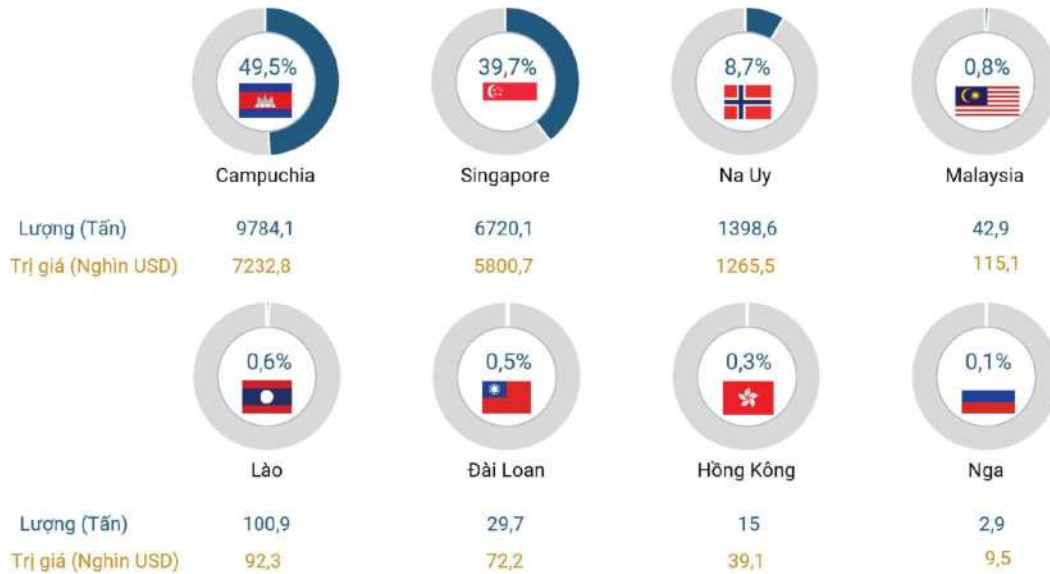 49,5% 39,7% 8,7% 0,8%
Campuchia Singapore Na Uy Malaysia
Lượng (Tấn) 9784,1 6720,1 1398,6 42,9
Trị giá (Nghìn USD) 7232,8 5800,7 1265,5 115,1
0,6% 0,5% 0,3% 0,1%
Lào Đài Loan Hồng Kông Nga
Lượng (Tấn) 100,9 29,7 15 2,9
Trị giá (Nghìn USD) 92,3 72,2 39,1 9,5